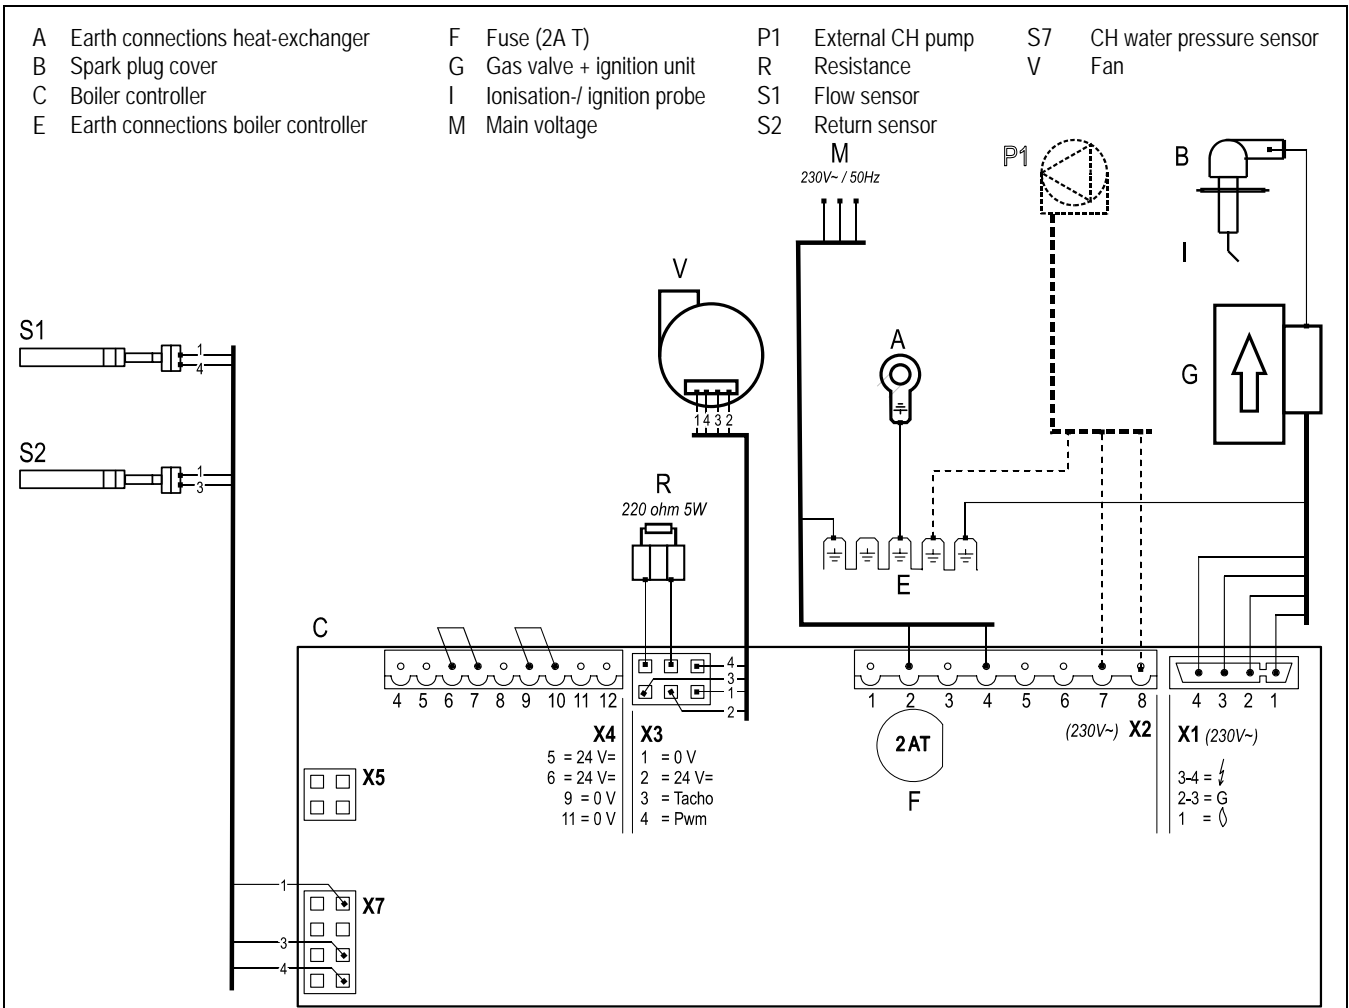 A Earth connections heat-exchanger
B Spark plug cover
C Boiler controller
E Earth connections boiler controller
F Fuse (2A T)
G Gas valve + ignition unit
I Ionisation-/ ignition probe
M Main voltage
P1 External CH pump
R Resistance
S1 Flow sensor
S2 Return sensor
S7 CH water pressure sensor
V Fan
M
230V~ / 50Hz
P1
B
I
V
1 4 3 2
A
G
S1
1
4
S2
1
3
R
220 ohm 5W
E
C
4 5 6 7 8 9 10 11 12
4
3
1
2
1 2 3 4 5 6 7 8
4 3 2 1
X4
5 = 24 V=
6 = 24 V=
9 = 0 V
11 = 0 V
X3
1 = 0 V
2 = 24 V=
3 = Tacho
4 = Pwm
2AT
F
(230V~) X2
X1 (230V~)
3-4 =
2-3 = G
1 =
X5
X7
1
3
4